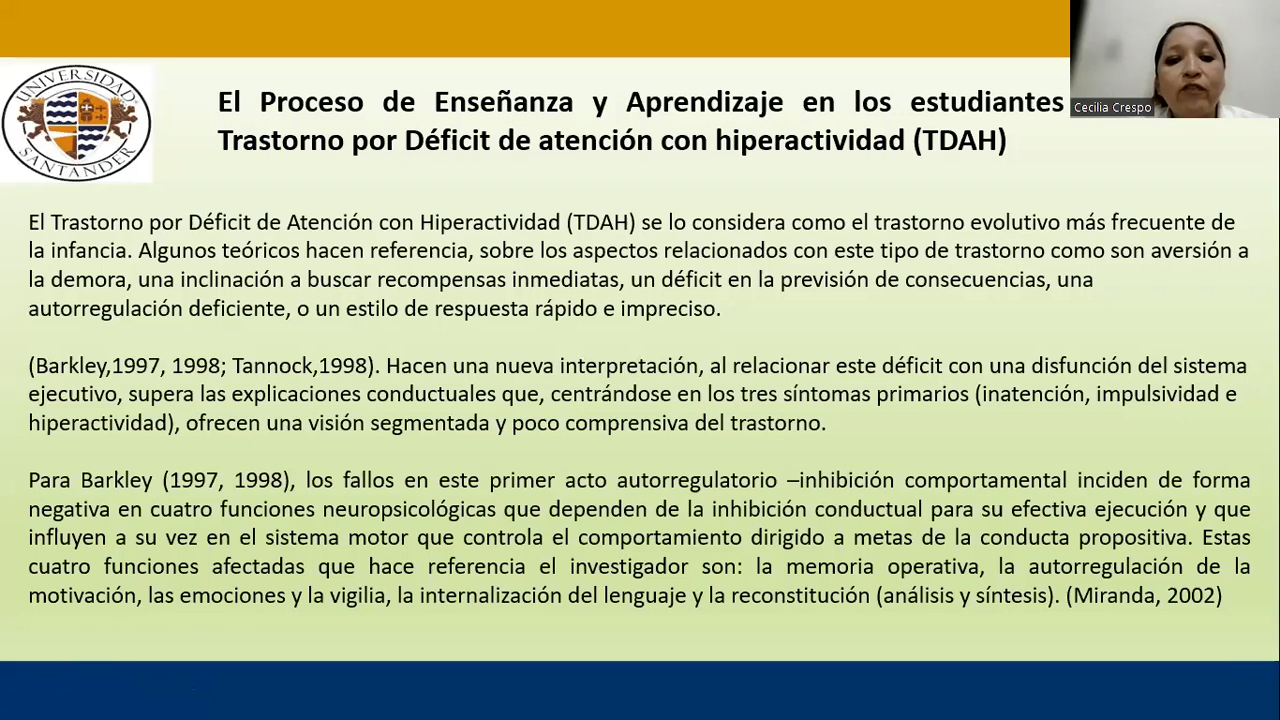 UNIVERSIDAD
SANTANDER
El Proceso de Enseñanza y Aprendizaje en los estudiantes
Trastorno por Déficit de atención con hiperactividad (TDAH)
Cecilia Crespo
El Trastorno por Déficit de Atención con Hiperactividad (TDAH) se lo considera como el trastorno evolutivo más frecuente de
la infancia. Algunos teóricos hacen referencia, sobre los aspectos relacionados con este tipo de trastorno como son aversión a
la demora, una inclinación a buscar recompensas inmediatas, un déficit en la previsión de consecuencias, una
autorregulación deficiente, o un estilo de respuesta rápido e impreciso.
(Barkley,1997, 1998; Tannock,1998). Hacen una nueva interpretación, al relacionar este déficit con una disfunción del sistema
ejecutivo, supera las explicaciones conductuales que, centrándose en los tres síntomas primarios (inatención, impulsividad e
hiperactividad), ofrecen una visión segmentada y poco comprensiva del trastorno.
Para Barkley (1997, 1998), los fallos en este primer acto autorregulatorio –inhibición comportamental inciden de forma
negativa en cuatro funciones neuropsicológicas que dependen de la inhibición conductual para su efectiva ejecución y que
influyen a su vez en el sistema motor que controla el comportamiento dirigido a metas de la conducta propositiva. Estas
cuatro funciones afectadas que hace referencia el investigador son: la memoria operativa, la autorregulación de la
motivación, las emociones y la vigilia, la internalización del lenguaje y la reconstitución (análisis y síntesis). (Miranda, 2002)